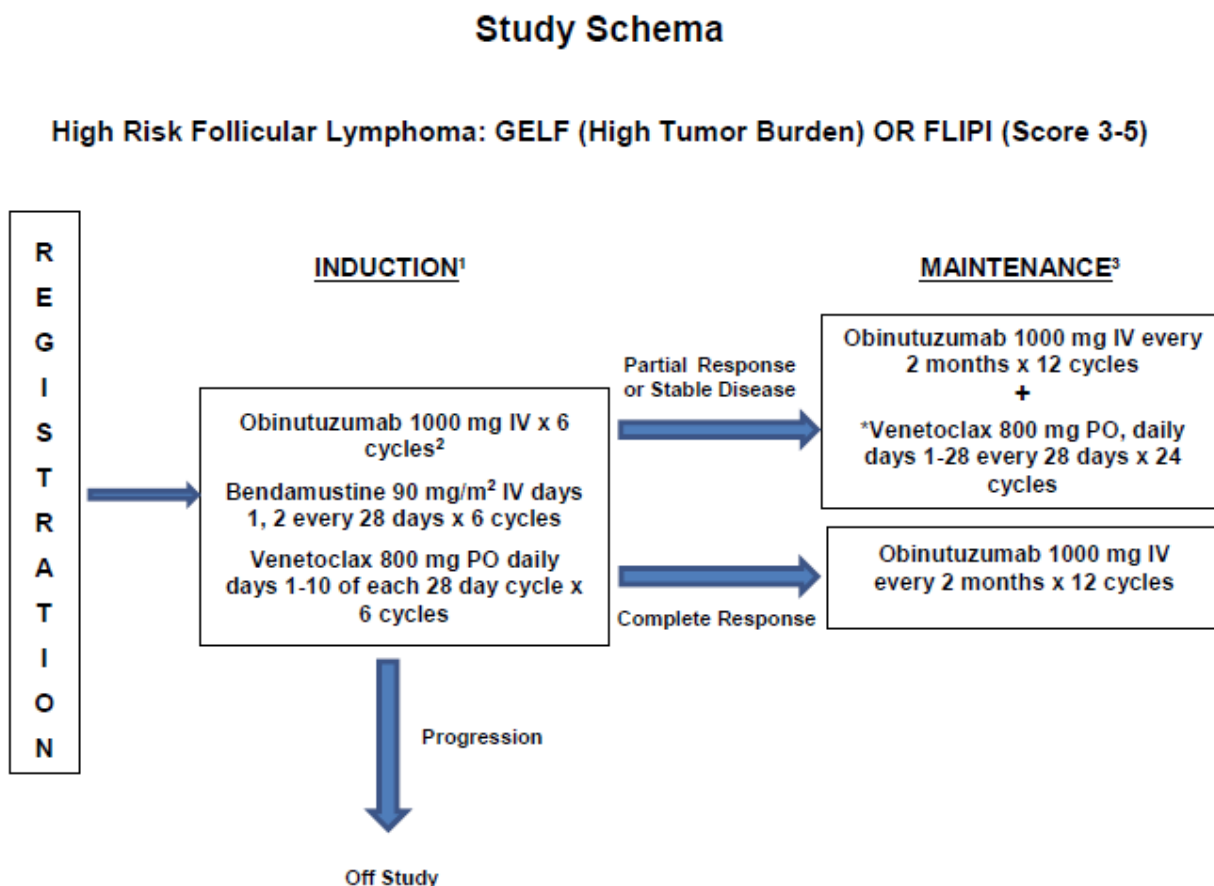 Study Schema
High Risk Follicular Lymphoma: GELF (High Tumor Burden) OR FLIPI (Score 3-5)
R
E
G
I
S
T
R
A
T
I
O
N
INDUCTION¹
Obinutuzumab 1000 mg IV x 6
cycles²
Bendamustine 90 mg/m² IV days
1, 2 every 28 days x 6 cycles
Venetoclax 800 mg PO daily
days 1-10 of each 28 day cycle x
6 cycles
Partial Response
or Stable Disease
Complete Response
Progression
Off Study
MAINTENANCE³
Obinutuzumab 1000 mg IV every
2 months x 12 cycles
+
*Venetoclax 800 mg PO, daily
days 1-28 every 28 days x 24
cycles
Obinutuzumab 1000 mg IV
every 2 months x 12 cycles